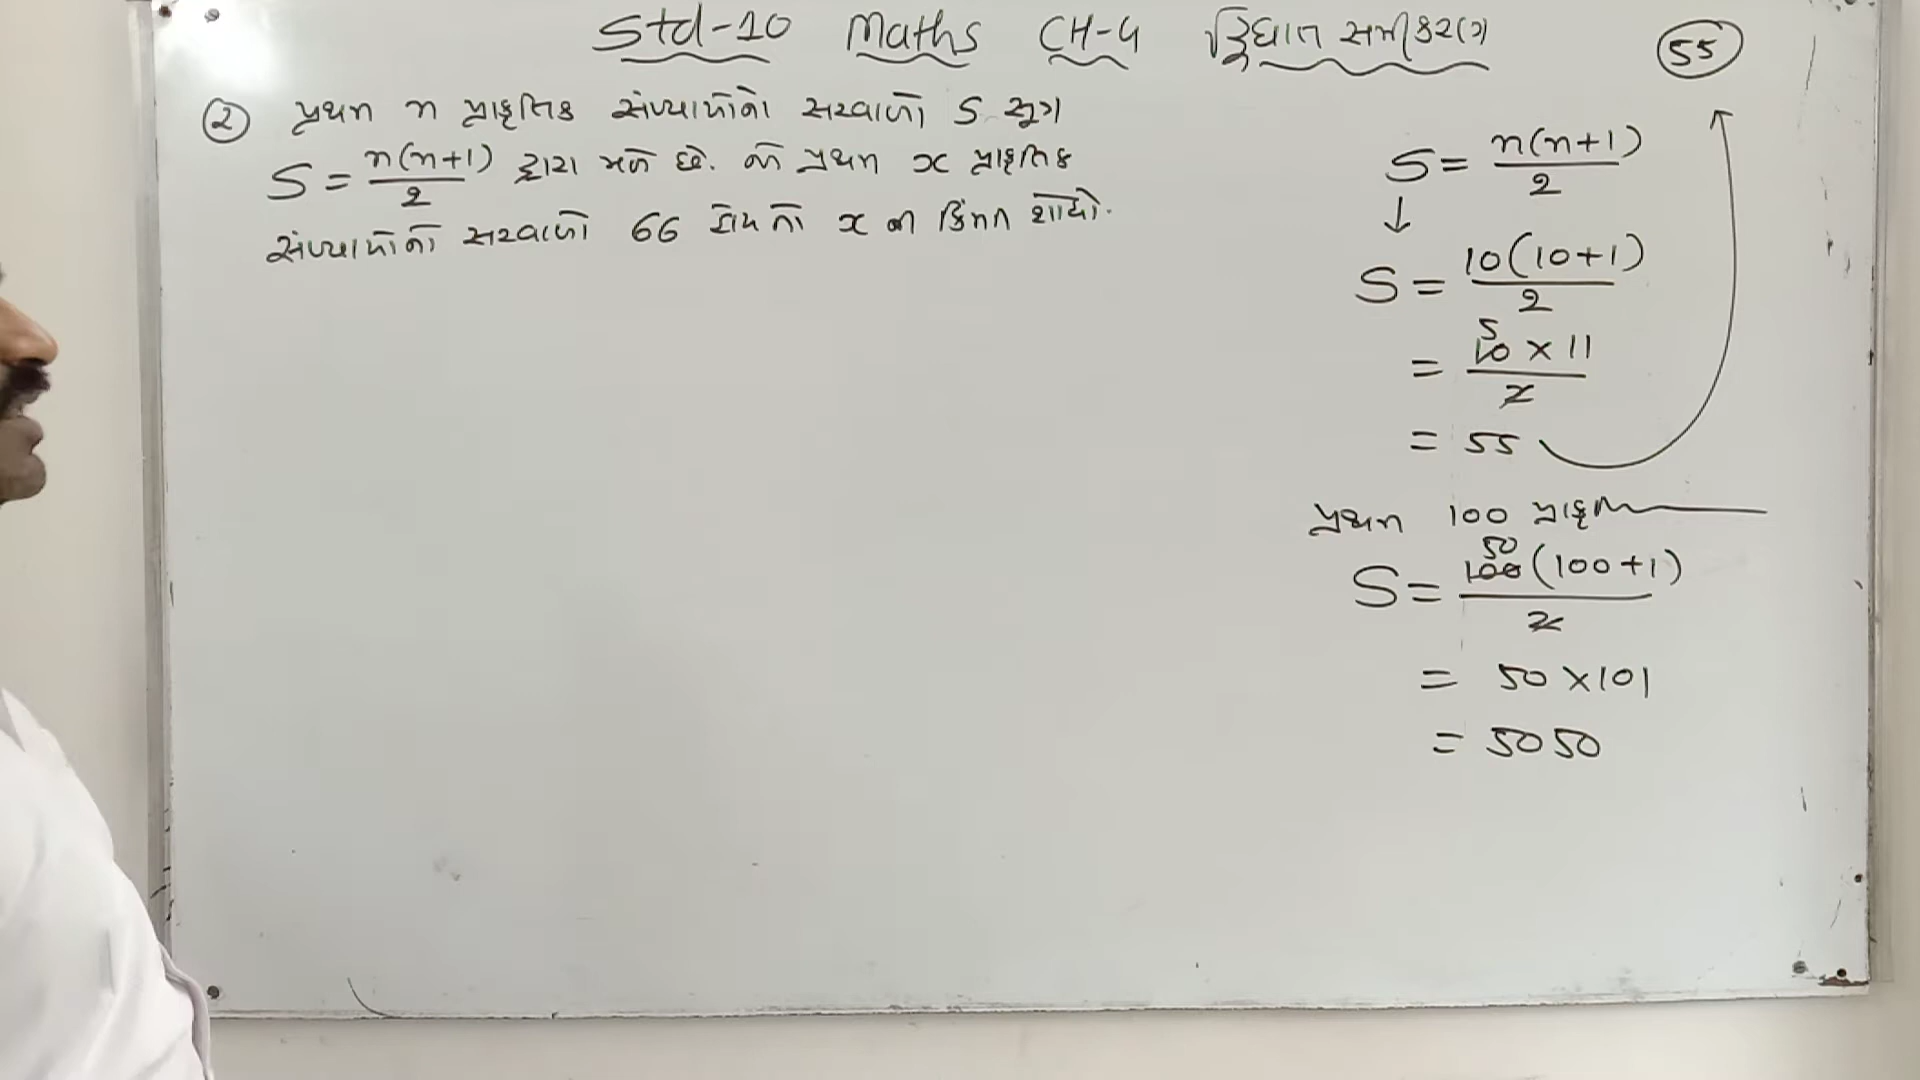 Std-10 Maths CH-4 દ્વિઘાત સમીકરણ
55
2 પ્રથમ n પ્રાકૃતિક સંખ્યાઓનો સરવાળો S સૂત્ર
S = n(n+1)/2 દ્વારા મળે છે. જો પ્રથમ x પ્રાકૃતિક
સંખ્યાઓનો સરવાળો 66 હોય તો x ની કિંમત શોધો.
S = n(n+1)/2
↓
S = 10(10+1)/2
5
= 10 × 11/2
= 55
પ્રથમ 100 પ્રાકૃ
50
S = 100(100+1)/2
= 50 × 101
= 5050